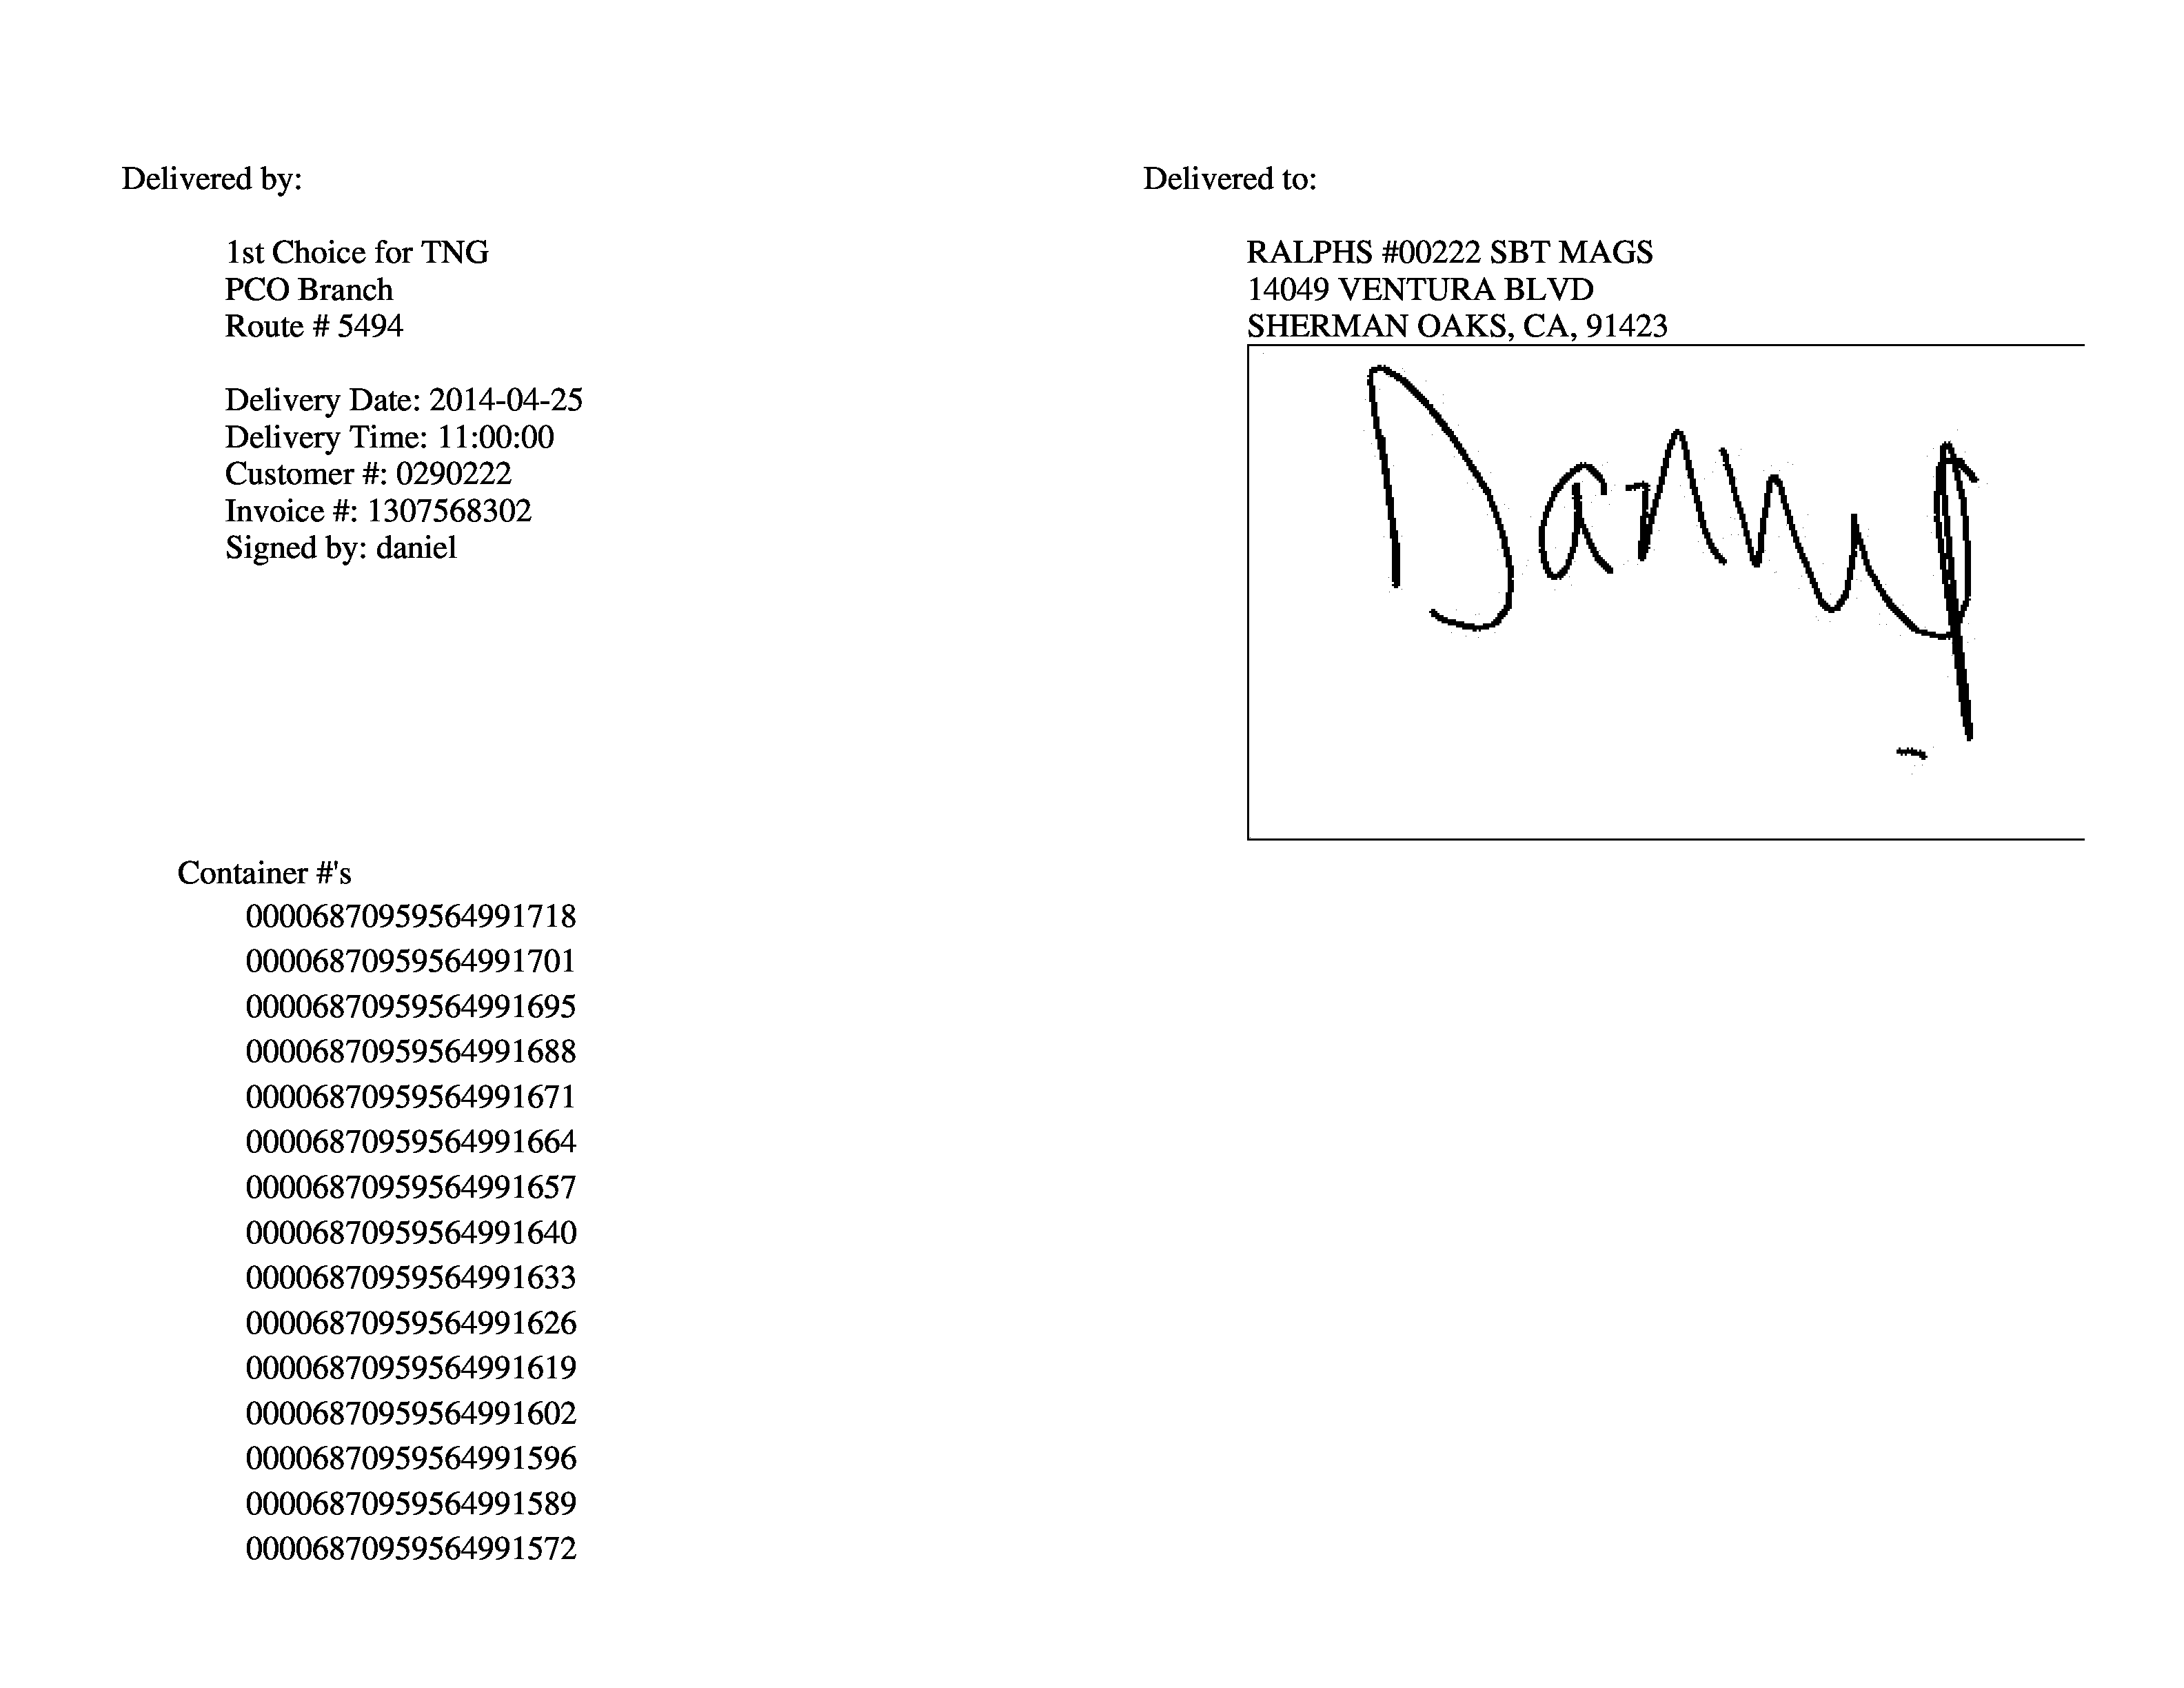 Delivered by:
1st Choice for TNG
PCO Branch
Route # 5494
Delivery Date: 2014-04-25
Delivery Time: 11:00:00
Customer #: 0290222
Invoice #: 1307568302
Signed by: daniel
Delivered to:
RALPHS #00222 SBT MAGS
14049 VENTURA BLVD
SHERMAN OAKS, CA, 91423
Danny
Container #'s
00006870959564991718
00006870959564991701
00006870959564991695
00006870959564991688
00006870959564991671
00006870959564991664
00006870959564991657
00006870959564991640
00006870959564991633
00006870959564991626
00006870959564991619
00006870959564991602
00006870959564991596
00006870959564991589
00006870959564991572